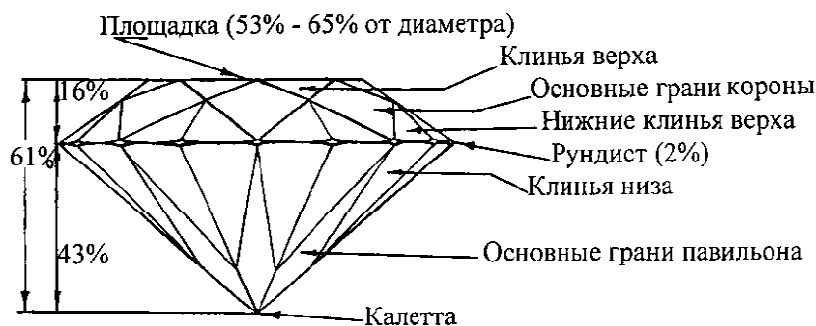 Площадка (53% - 65% от диаметра)
Клинья верха
16%
Основные грани короны
Нижние клинья верха
61%
Рундист (2%)
Клинья низа
43%
Основные грани павильона
Калетта